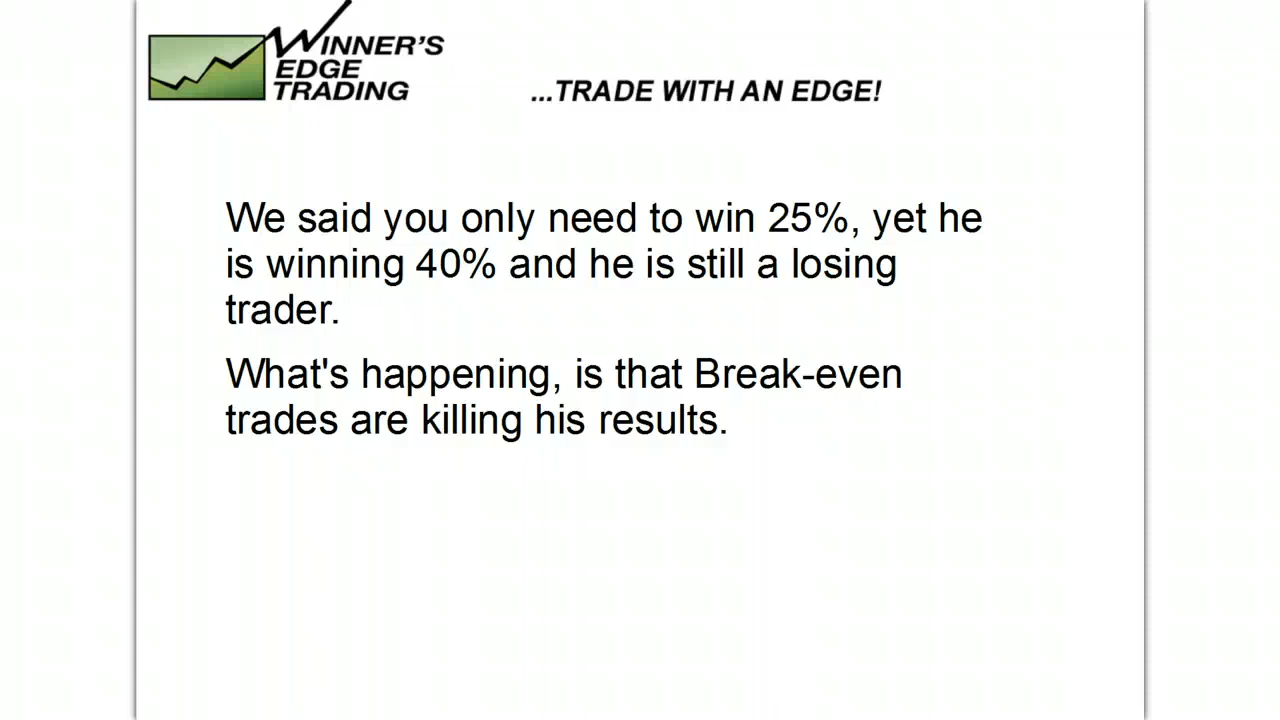 WINNER'S
EDGE
TRADING
...TRADE WITH AN EDGE!
We said you only need to win 25%, yet he
is winning 40% and he is still a losing
trader.
What's happening, is that Break-even
trades are killing his results.